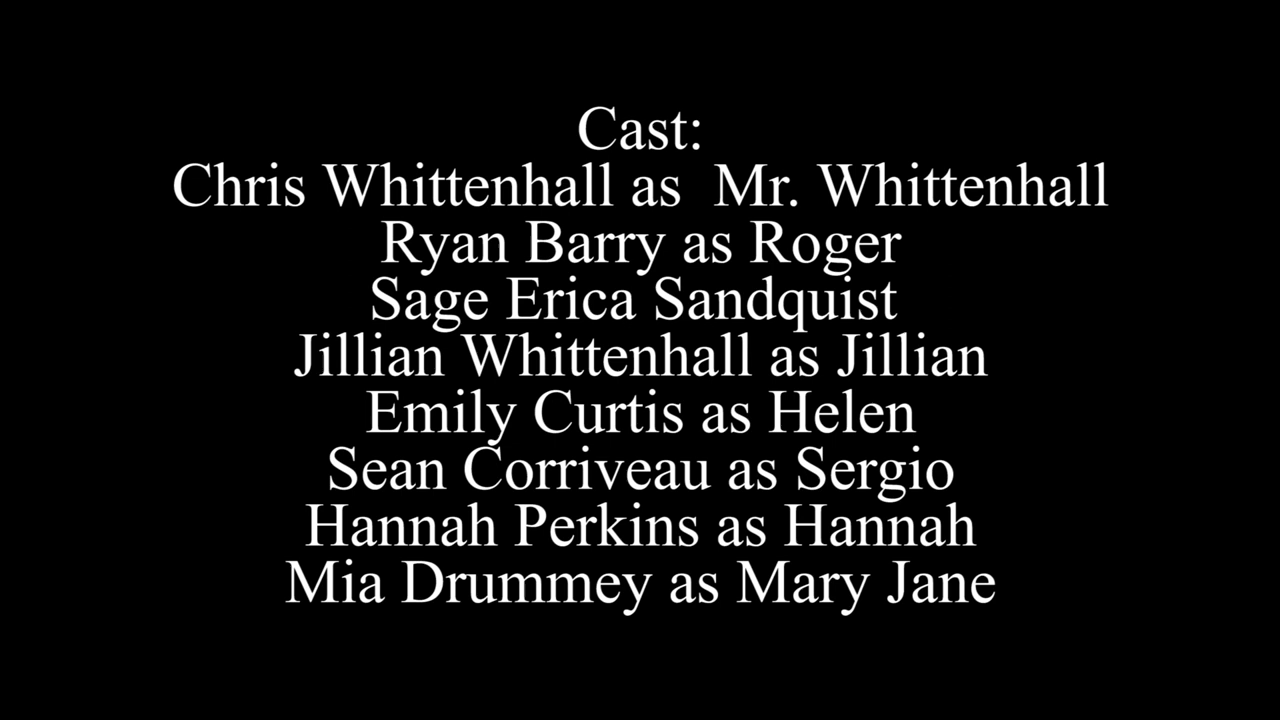 Cast:
Chris Whittenhall as  Mr. Whittenhall
Ryan Barry as Roger
Sage Erica Sandquist
Jillian Whittenhall as Jillian
Emily Curtis as Helen
Sean Corriveau as Sergio
Hannah Perkins as Hannah
Mia Drummey as Mary Jane